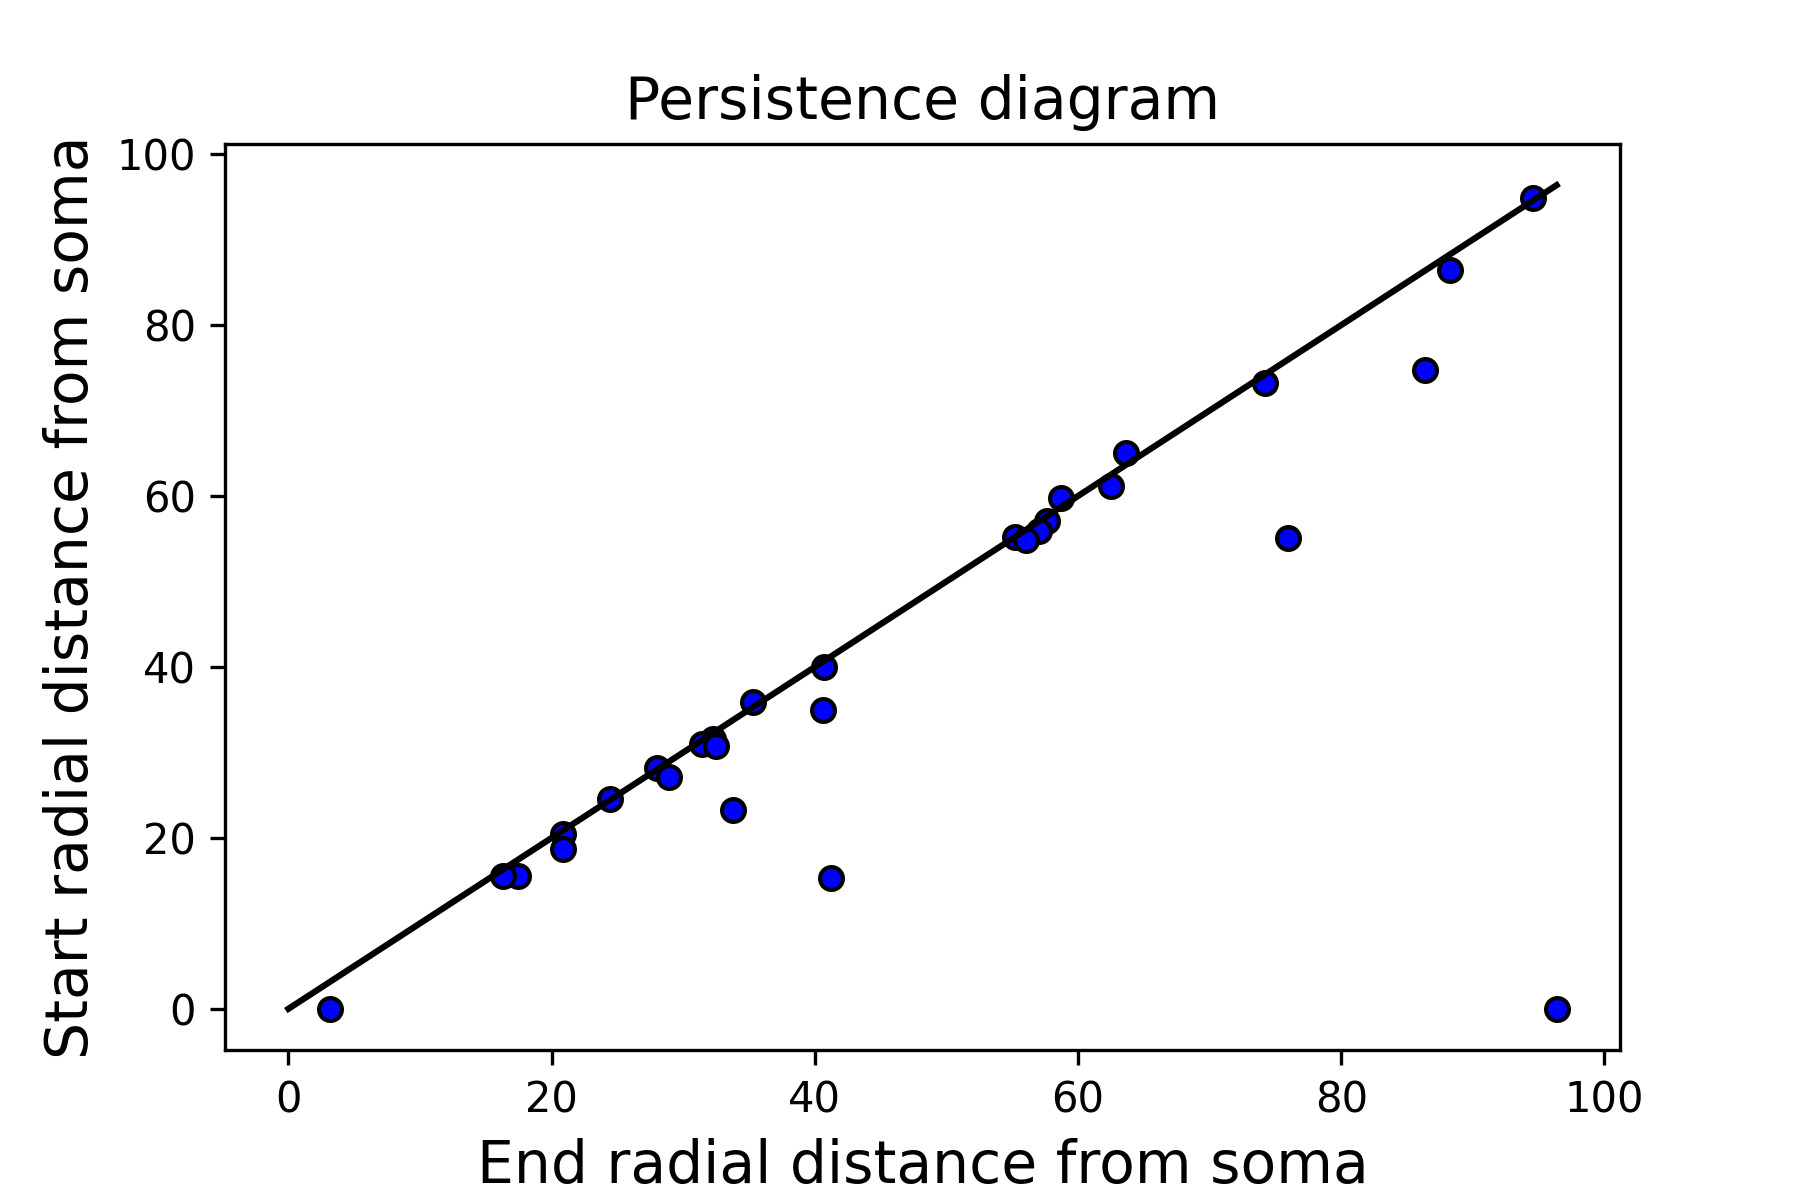 Persistence diagram
Start radial distance from soma
100
80
60
40
20
0
0 20 40 60 80 100
End radial distance from soma